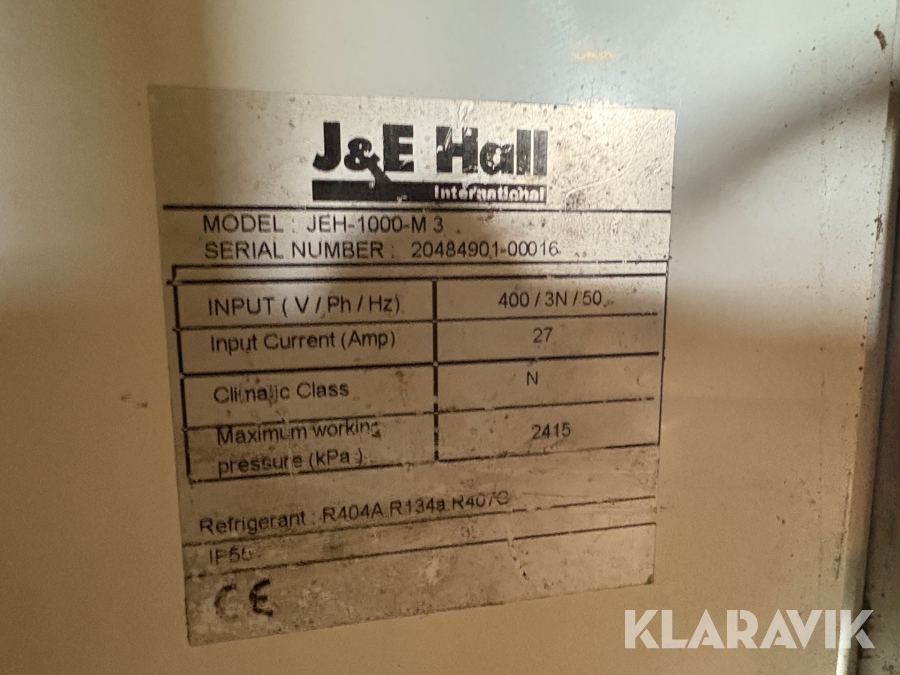 J&E Hall
International
MODEL : JEH-1000-M 3
SERIAL NUMBER : 20484901-00016
INPUT ( V / Ph / Hz) 400 / 3N / 50
Input Current (Amp) 27
Climatic Class N
Maximum working
pressure (kPa ) 2415
Refrigerant : R404A R134a R407C
IP55
CE
KLARAVIK